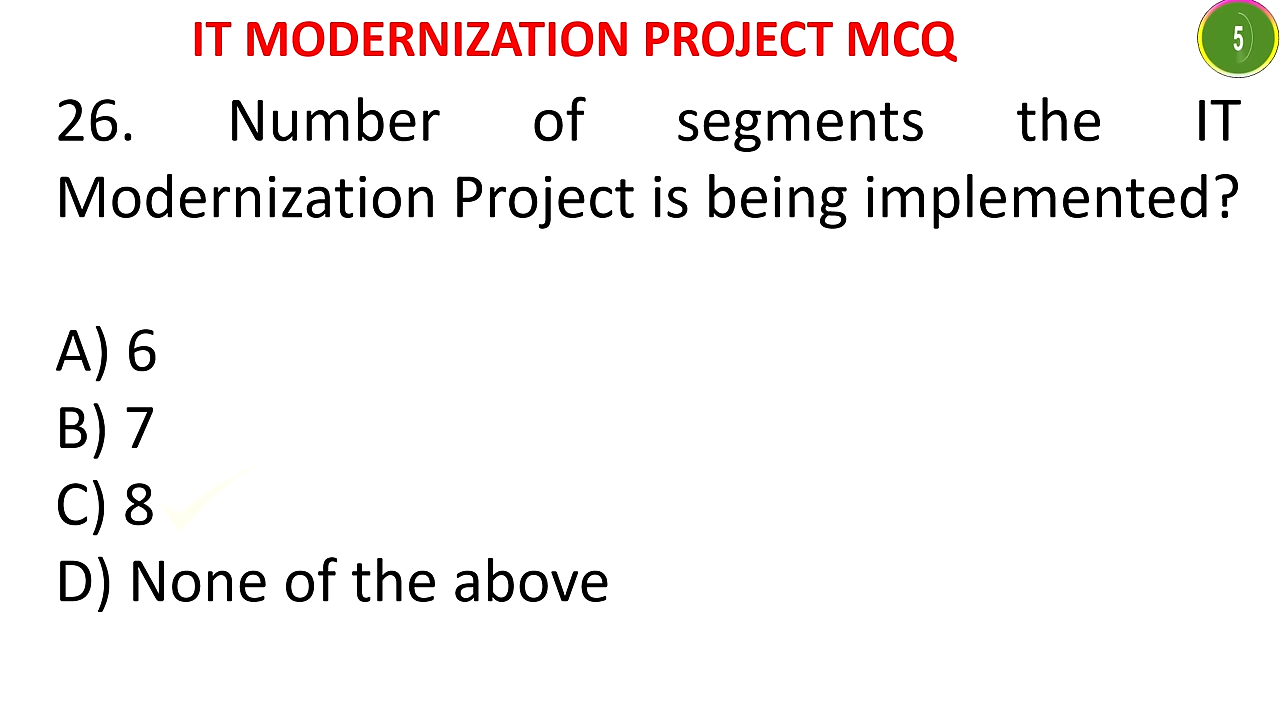 IT MODERNIZATION PROJECT MCQ
5
26. Number of segments the IT
Modernization Project is being implemented?
A) 6
B) 7
C) 8
D) None of the above